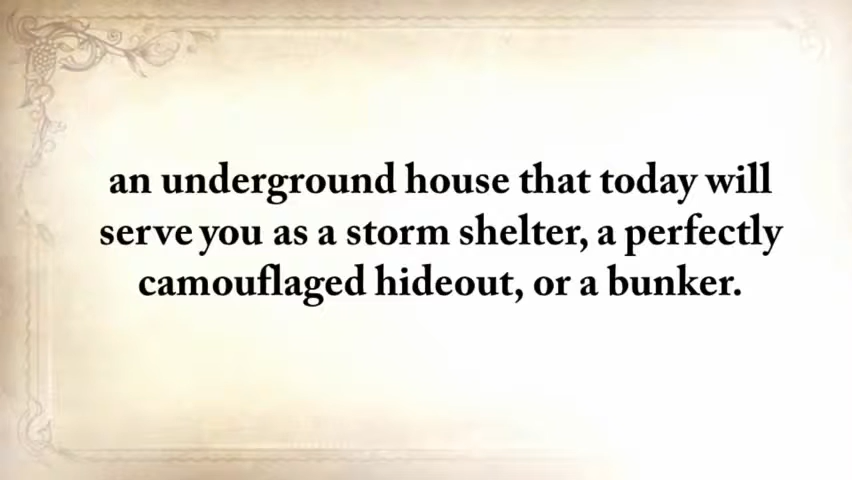 an underground house that today will
serve you as a storm shelter, a perfectly
camouflaged hideout, or a bunker.